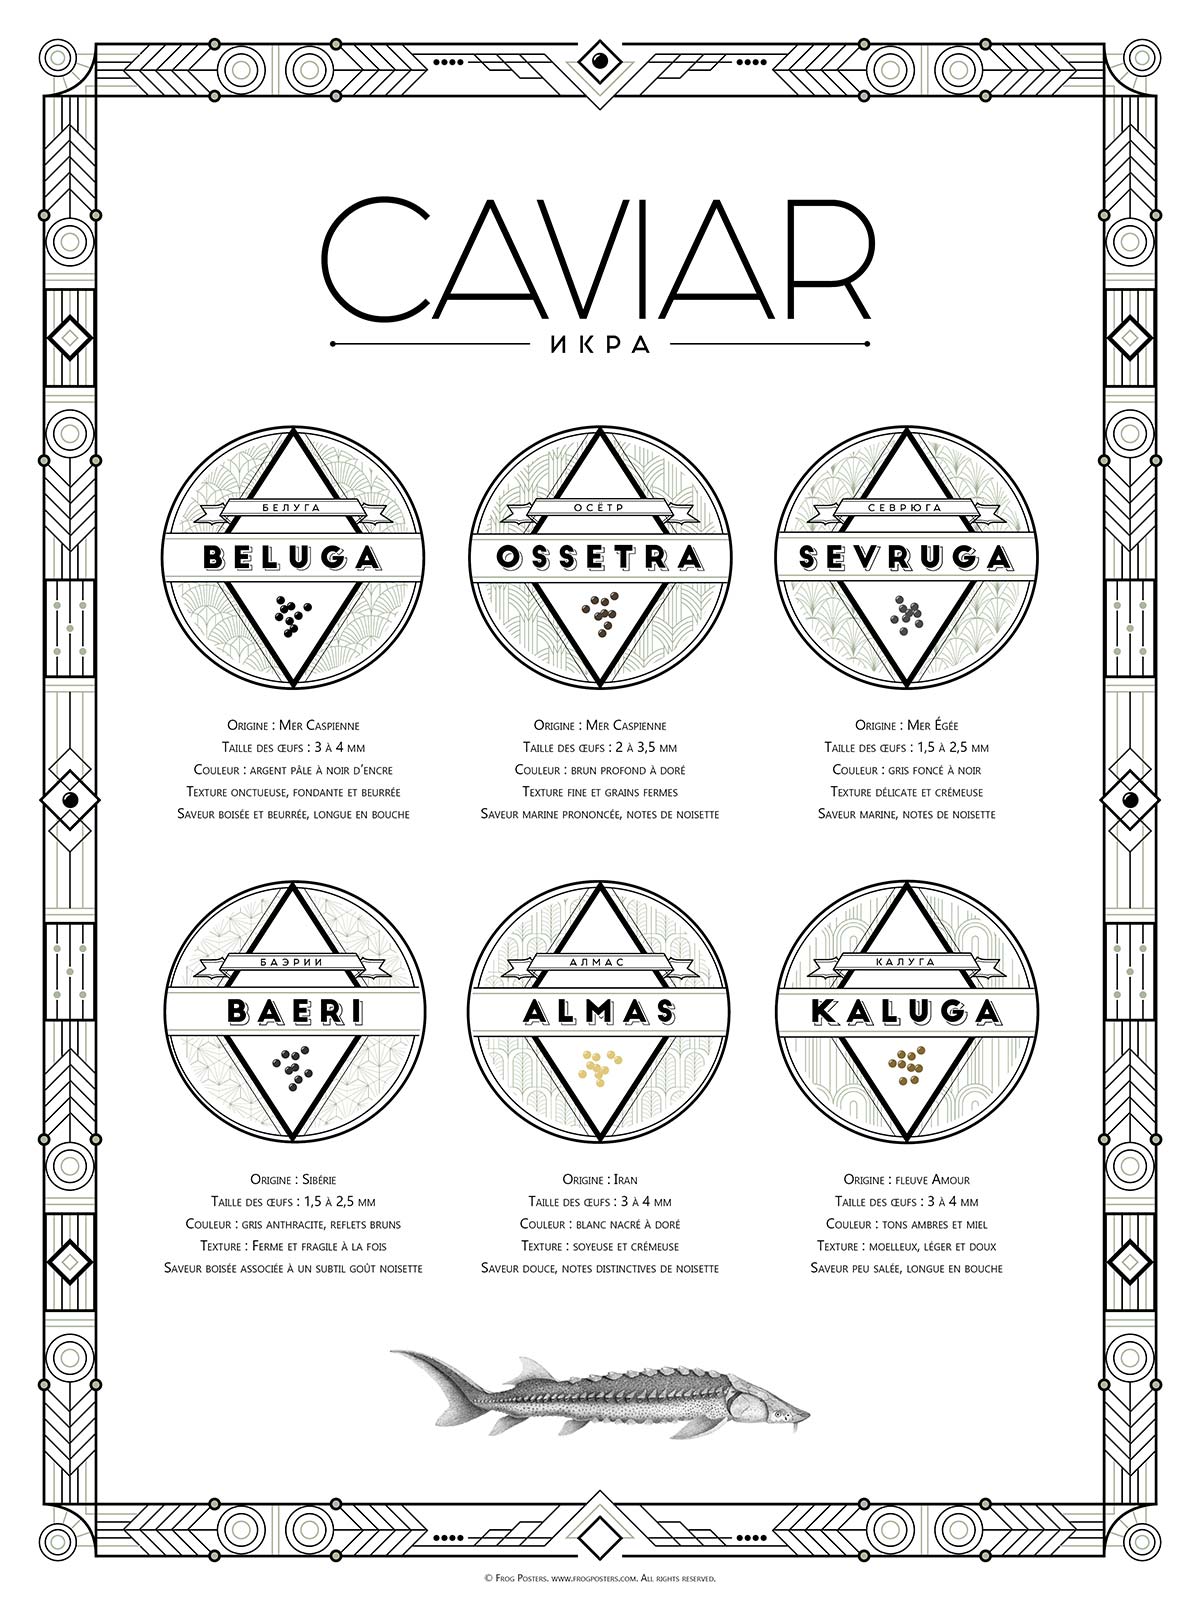 CAVIAR
ИКРА
БЕЛУГА
BELUGA
Origine : Mer Caspienne
Taille des œufs : 3 à 4 mm
Couleur : argent pâle à noir d'encre
Texture onctueuse, fondante et beurrée
Saveur boisée et beurrée, longue en bouche
ОСЁТР
OSSETRA
Origine : Mer Caspienne
Taille des œufs : 2 à 3,5 mm
Couleur : brun profond à doré
Texture fine et grains fermes
Saveur marine prononcée, notes de noisette
СЕВРЮГА
SEVRUGA
Origine : Mer Égée
Taille des œufs : 1,5 à 2,5 mm
Couleur : gris foncé à noir
Texture délicate et crémeuse
Saveur marine, notes de noisette
БАЭРИИ
BAERI
Origine : Sibérie
Taille des œufs : 1,5 à 2,5 mm
Couleur : gris anthracite, reflets bruns
Texture : Ferme et fragile à la fois
Saveur boisée associée à un subtil goût noisette
АЛМАС
ALMAS
Origine : Iran
Taille des œufs : 3 à 4 mm
Couleur : blanc nacré à doré
Texture : soyeuse et crémeuse
Saveur douce, notes distinctives de noisette
КАЛУГА
KALUGA
Origine : fleuve Amour
Taille des œufs : 3 à 4 mm
Couleur : tons ambres et miel
Texture : moelleux, léger et doux
Saveur peu salée, longue en bouche
© Frog Posters. www.frogposters.com. All rights reserved.